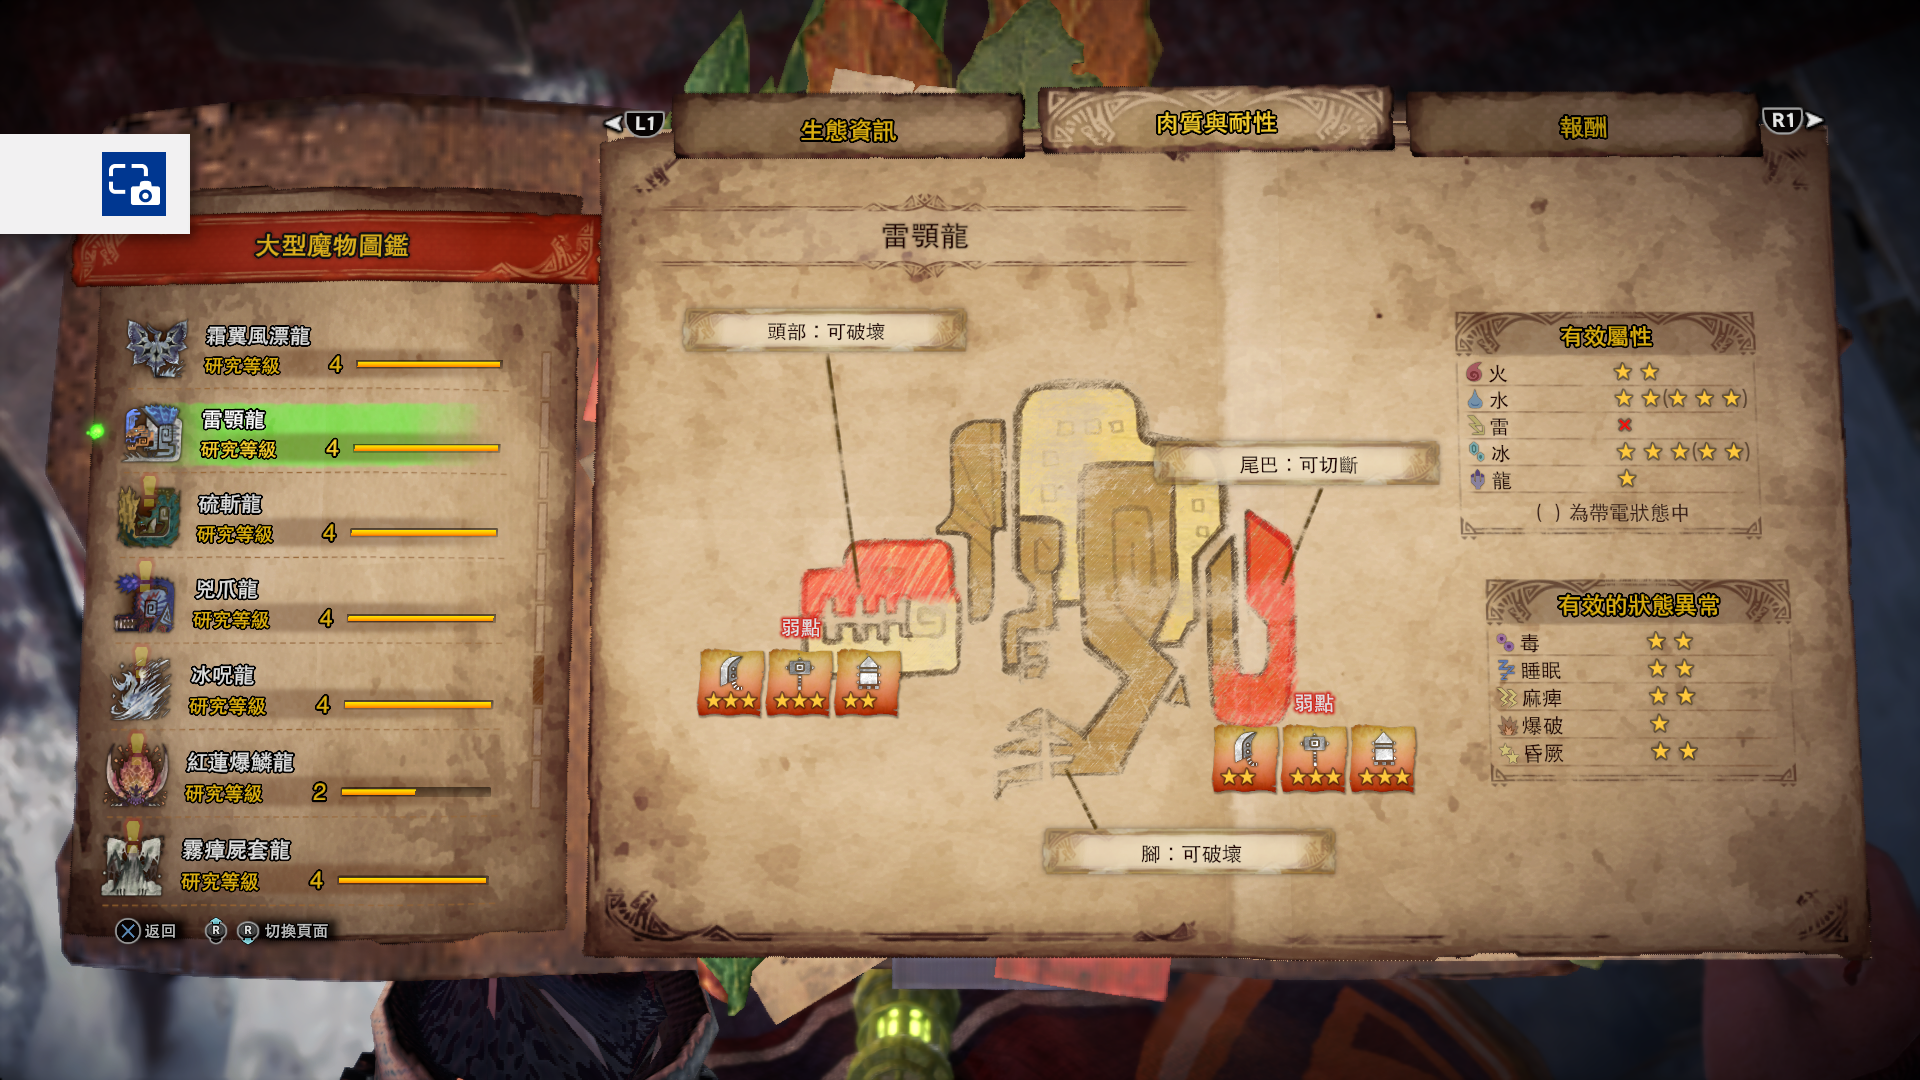 L1
生態資訊
肉質與耐性
報酬
R1
大型魔物圖鑑
霜翼風漂龍
研究等級 4
雷顎龍
研究等級 4
硫斬龍
研究等級 4
兇爪龍
研究等級 4
冰呪龍
研究等級 4
紅蓮爆鱗龍
研究等級 2
霧瘴屍套龍
研究等級 4
返回 R R 切換頁面
雷顎龍
頭部：可破壞
尾巴：可切斷
弱點
弱點
腳：可破壞
有效屬性
火 ★★
水 ★★(★★★)
雷 ×
冰 ★★★(★★)
龍 ★
( ) 為帶電狀態中
有效的狀態異常
毒 ★★
睡眠 ★★
麻痺 ★★
爆破 ★
昏厥 ★★